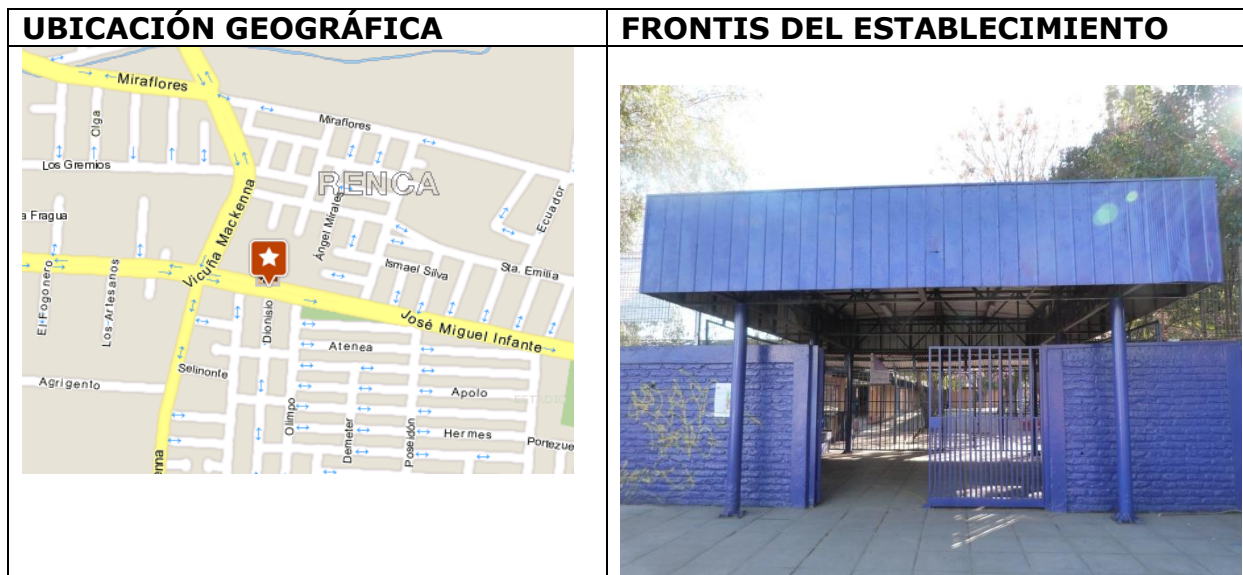 UBICACIÓN GEOGRÁFICA
FRONTIS DEL ESTABLECIMIENTO
Miraflores
Olga
Miraflores
Los Gremios
RENCA
Ecuador
a Fragua
Vicuña Mackenna
Ángel Mirales
Ismael Silva
Sta. Emilia
El Fogonero
Los Artesanos
Dionisio
José Miguel Infante
Atenea
Selinonte
Agrigento
Apolo
ESTADIO
Olimpo
Demeter
Poseidón
Hermes
Portezue
enna